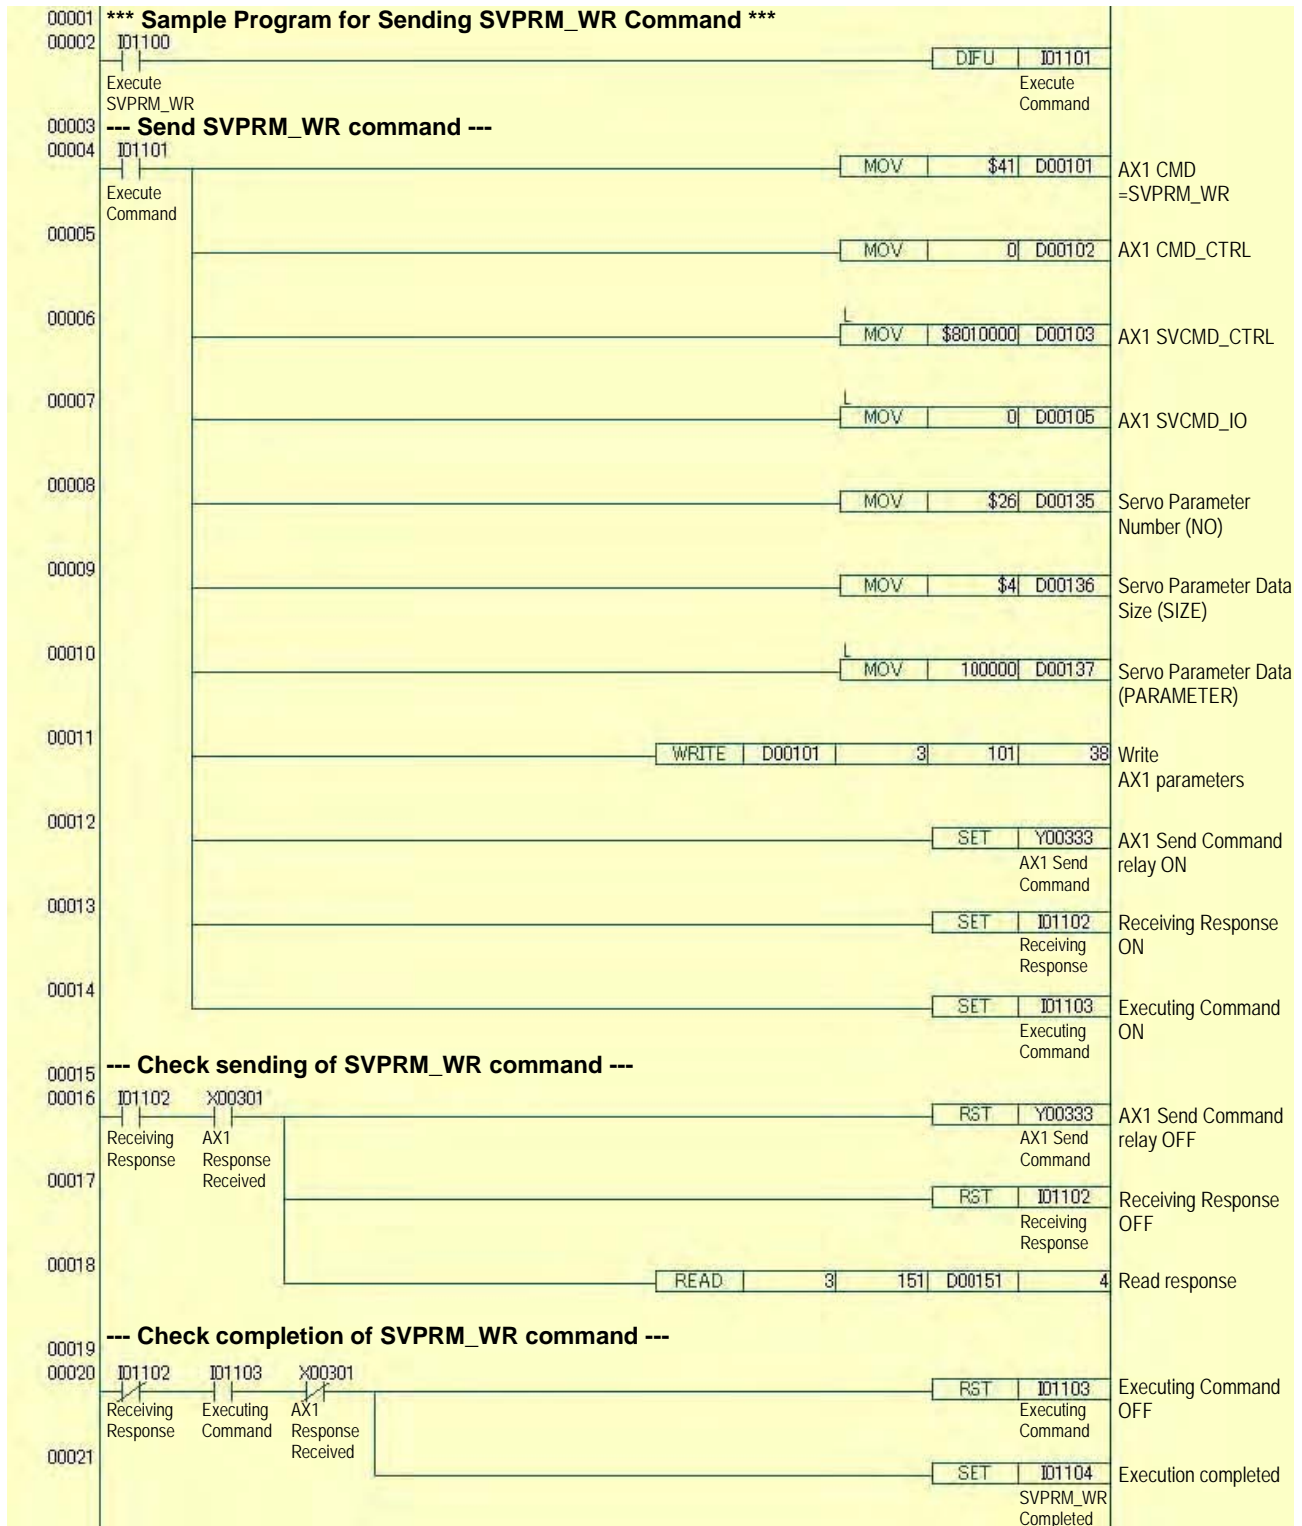 00001 *** Sample Program for Sending SVPRM_WR Command ***
00002 I01100
DIFU I01101
Execute
SVPRM_WR
Execute
Command
00003 --- Send SVPRM_WR command ---
00004 I01101
MOV $41 D00101 AX1 CMD
=SVPRM_WR
Execute
Command
00005
MOV 0 D00102 AX1 CMD_CTRL
00006
L
MOV $8010000 D00103 AX1 SVCMD_CTRL
00007
L
MOV 0 D00105 AX1 SVCMD_IO
00008
MOV $26 D00135 Servo Parameter
Number (NO)
00009
MOV $4 D00136 Servo Parameter Data
Size (SIZE)
00010
L
MOV 100000 D00137 Servo Parameter Data
(PARAMETER)
00011
WRITE D00101 3 101 38 Write
AX1 parameters
00012
SET Y00333 AX1 Send Command
relay ON
AX1 Send
Command
00013
SET I01102 Receiving Response
ON
Receiving
Response
00014
SET I01103 Executing Command
ON
Executing
Command
00015 --- Check sending of SVPRM_WR command ---
00016 I01102 X00301
RST Y00333 AX1 Send Command
relay OFF
Receiving
Response
AX1
Response
Received
AX1 Send
Command
00017
RST I01102 Receiving Response
OFF
Receiving
Response
00018
READ 3 151 D00151 4 Read response
00019 --- Check completion of SVPRM_WR command ---
00020 I01102 I01103 X00301
RST I01103 Executing Command
OFF
Receiving
Response
Executing
Command
AX1
Response
Received
Executing
Command
00021
SET I01104 Execution completed
SVPRM_WR
Completed